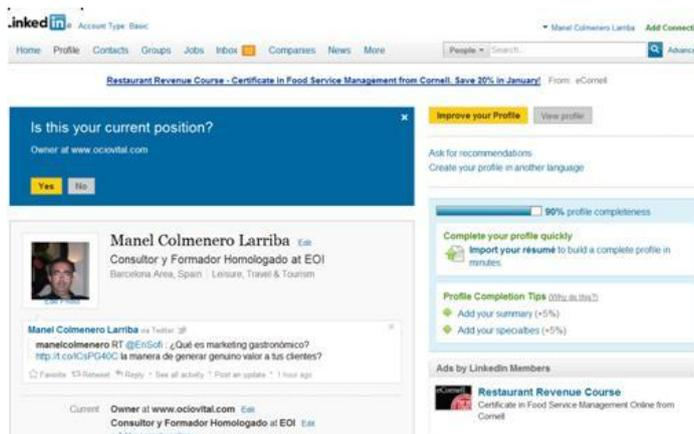 Linked in Account Type: Basic
Manel Colmenero Larriba Add Connecti
Home Profile Contacts Groups Jobs Inbox Companies News More
People Search... Advanc
Restaurant Revenue Course - Certificate in Food Service Management from Cornell. Save 20% in January! From: eCornell
Is this your current position?
Owner at www.ociovital.com
Yes No
Improve your Profile View profile
Ask for recommendations
Create your profile in another language
90% profile completeness
Complete your profile quickly
Import your résumé to build a complete profile in
minutes.
Profile Completion Tips (Why do this?)
Add your summary (+5%)
Add your specialties (+5%)
Manel Colmenero Larriba Edit
Consultor y Formador Homologado at EOI
Barcelona Area, Spain Leisure, Travel & Tourism
Edit Photo
Manel Colmenero Larriba via Twitter
manelcolmenero RT @EnSofi : ¿Qué es marketing gastronómico?
http://t.co/ICsPG40C la manera de generar genuino valor a tus clientes?
Favorite Retweet Reply • See all activity • Post an update • 1 hour ago
Current Owner at www.ociovital.com Edit
Consultor y Formador Homologado at EOI Edit
Ads by LinkedIn Members
eCornell
Restaurant Revenue Course
Certificate in Food Service Management Online from
Cornell